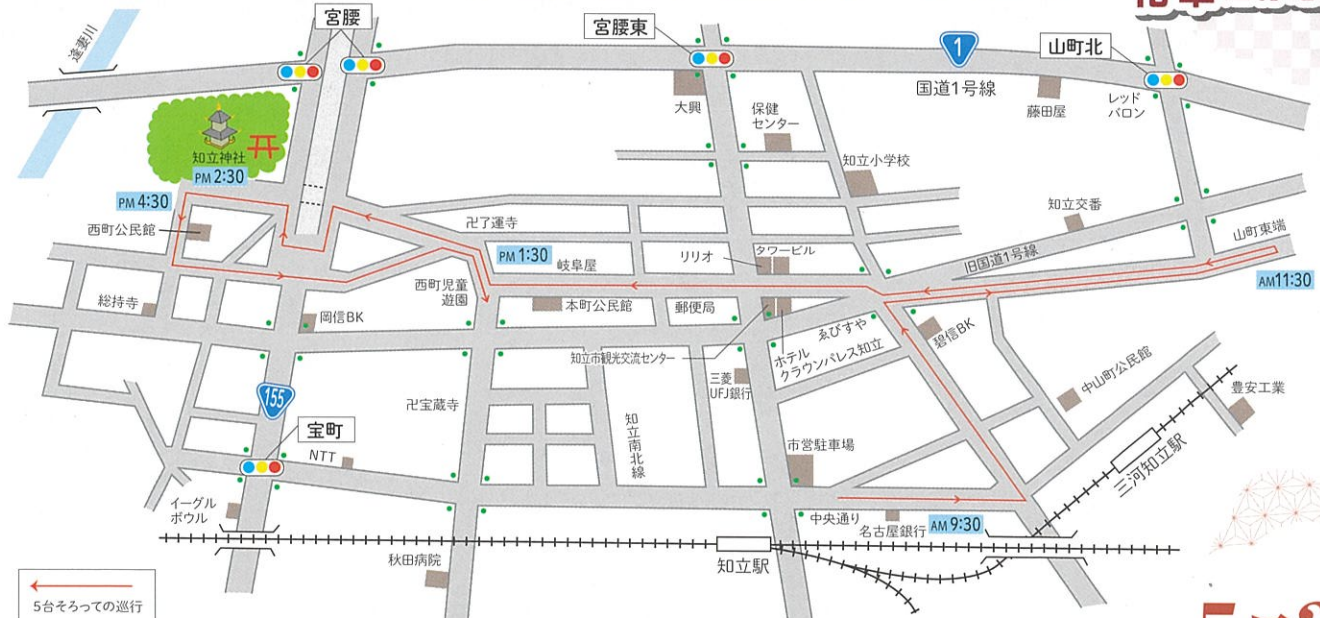 宮腰
宮腰東
1
国道1号線
山町北
逢妻川
大興
保健
センター
藤田屋
レッド
バロン
知立神社
PM 2:30
知立小学校
PM 4:30
西町公民館
卍了運寺
知立交番
山町東端
旧国道1号線
AM11:30
PM 1:30
岐阜屋
リリオ
タワービル
西町児童
遊園
総持寺
岡信BK
本町公民館
郵便局
ゑびすや
碧信BK
知立市観光交流センター
ホテル
クラウンパレス知立
三菱
UFJ銀行
中山町公民館
豊安工業
155
卍宝蔵寺
知立南北線
宝町
NTT
市営駐車場
三河知立駅
イーグル
ボウル
中央通り
名古屋銀行
AM 9:30
秋田病院
知立駅
5台そろっての巡行